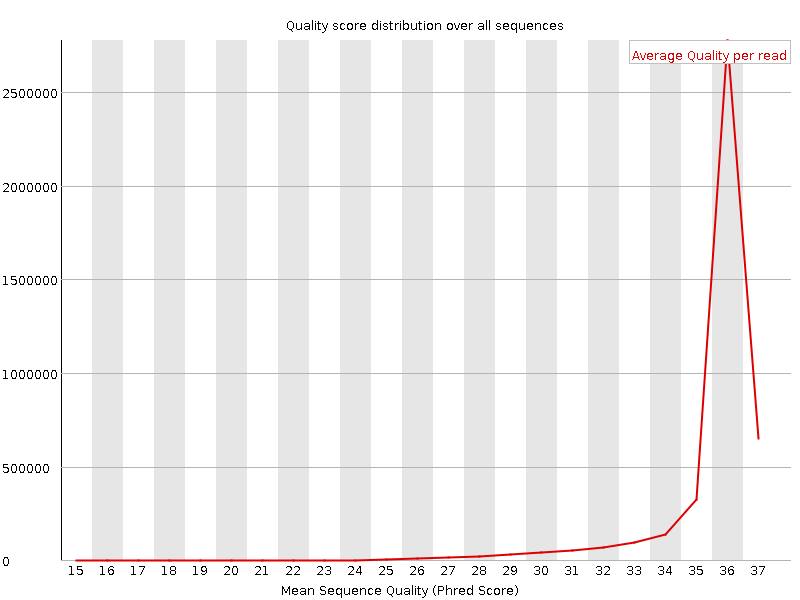 Quality score distribution over all sequences
Average Quality per read
2500000
2000000
1500000
1000000
500000
0
15 16 17 18 19 20 21 22 23 24 25 26 27 28 29 30 31 32 33 34 35 36 37
Mean Sequence Quality (Phred Score)